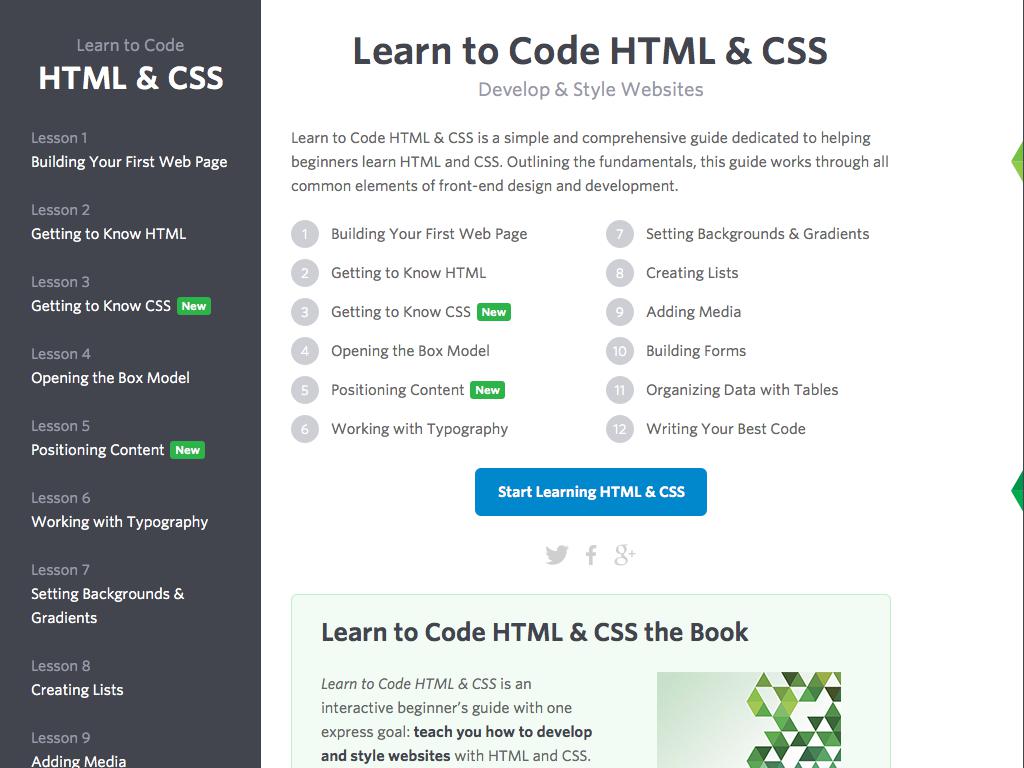 Learn to Code
HTML & CSS
Lesson 1
Building Your First Web Page
Lesson 2
Getting to Know HTML
Lesson 3
Getting to Know CSS New
Lesson 4
Opening the Box Model
Lesson 5
Positioning Content New
Lesson 6
Working with Typography
Lesson 7
Setting Backgrounds &
Gradients
Lesson 8
Creating Lists
Lesson 9
Adding Media
Learn to Code HTML & CSS
Develop & Style Websites
Learn to Code HTML & CSS is a simple and comprehensive guide dedicated to helping
beginners learn HTML and CSS. Outlining the fundamentals, this guide works through all
common elements of front-end design and development.
1 Building Your First Web Page
2 Getting to Know HTML
3 Getting to Know CSS New
4 Opening the Box Model
5 Positioning Content New
6 Working with Typography
7 Setting Backgrounds & Gradients
8 Creating Lists
9 Adding Media
10 Building Forms
11 Organizing Data with Tables
12 Writing Your Best Code
Start Learning HTML & CSS
Learn to Code HTML & CSS the Book
Learn to Code HTML & CSS is an
interactive beginner's guide with one
express goal: teach you how to develop
and style websites with HTML and CSS.